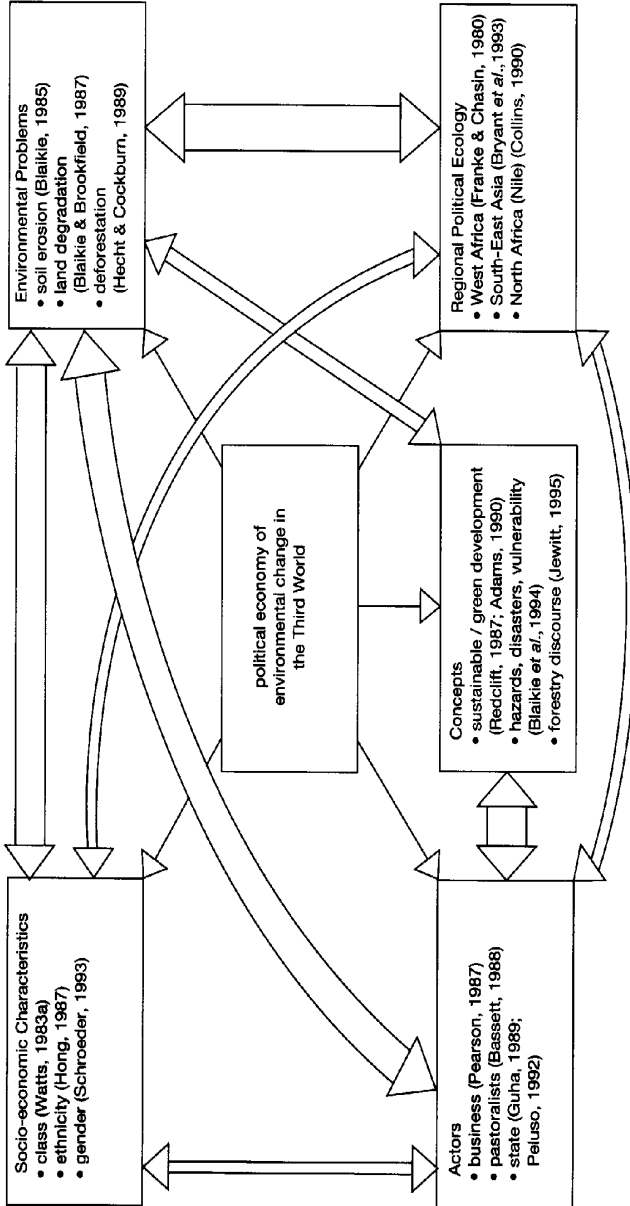 Socio-economic Characteristics
• class (Watts, 1983a)
• ethnicity (Hong, 1987)
• gender (Schroeder, 1993)
Environmental Problems
• soil erosion (Blaikie, 1985)
• land degradation
(Blaikie & Brookfield, 1987)
• deforestation
(Hecht & Cockburn, 1989)
political economy of
environmental change in
the Third World
Actors
• business (Pearson, 1987)
• pastoralists (Bassett, 1988)
• state (Guha, 1989;
Peluso, 1992)
Concepts
• sustainable / green development
(Redclift, 1987; Adams, 1990)
• hazards, disasters, vulnerability
(Blaikie et al., 1994)
• forestry discourse (Jewitt, 1995)
Regional Political Ecology
• West Africa (Franke & Chasin, 1980)
• South-East Asia (Bryant et al., 1993)
• North Africa (Nile) (Collins, 1990)